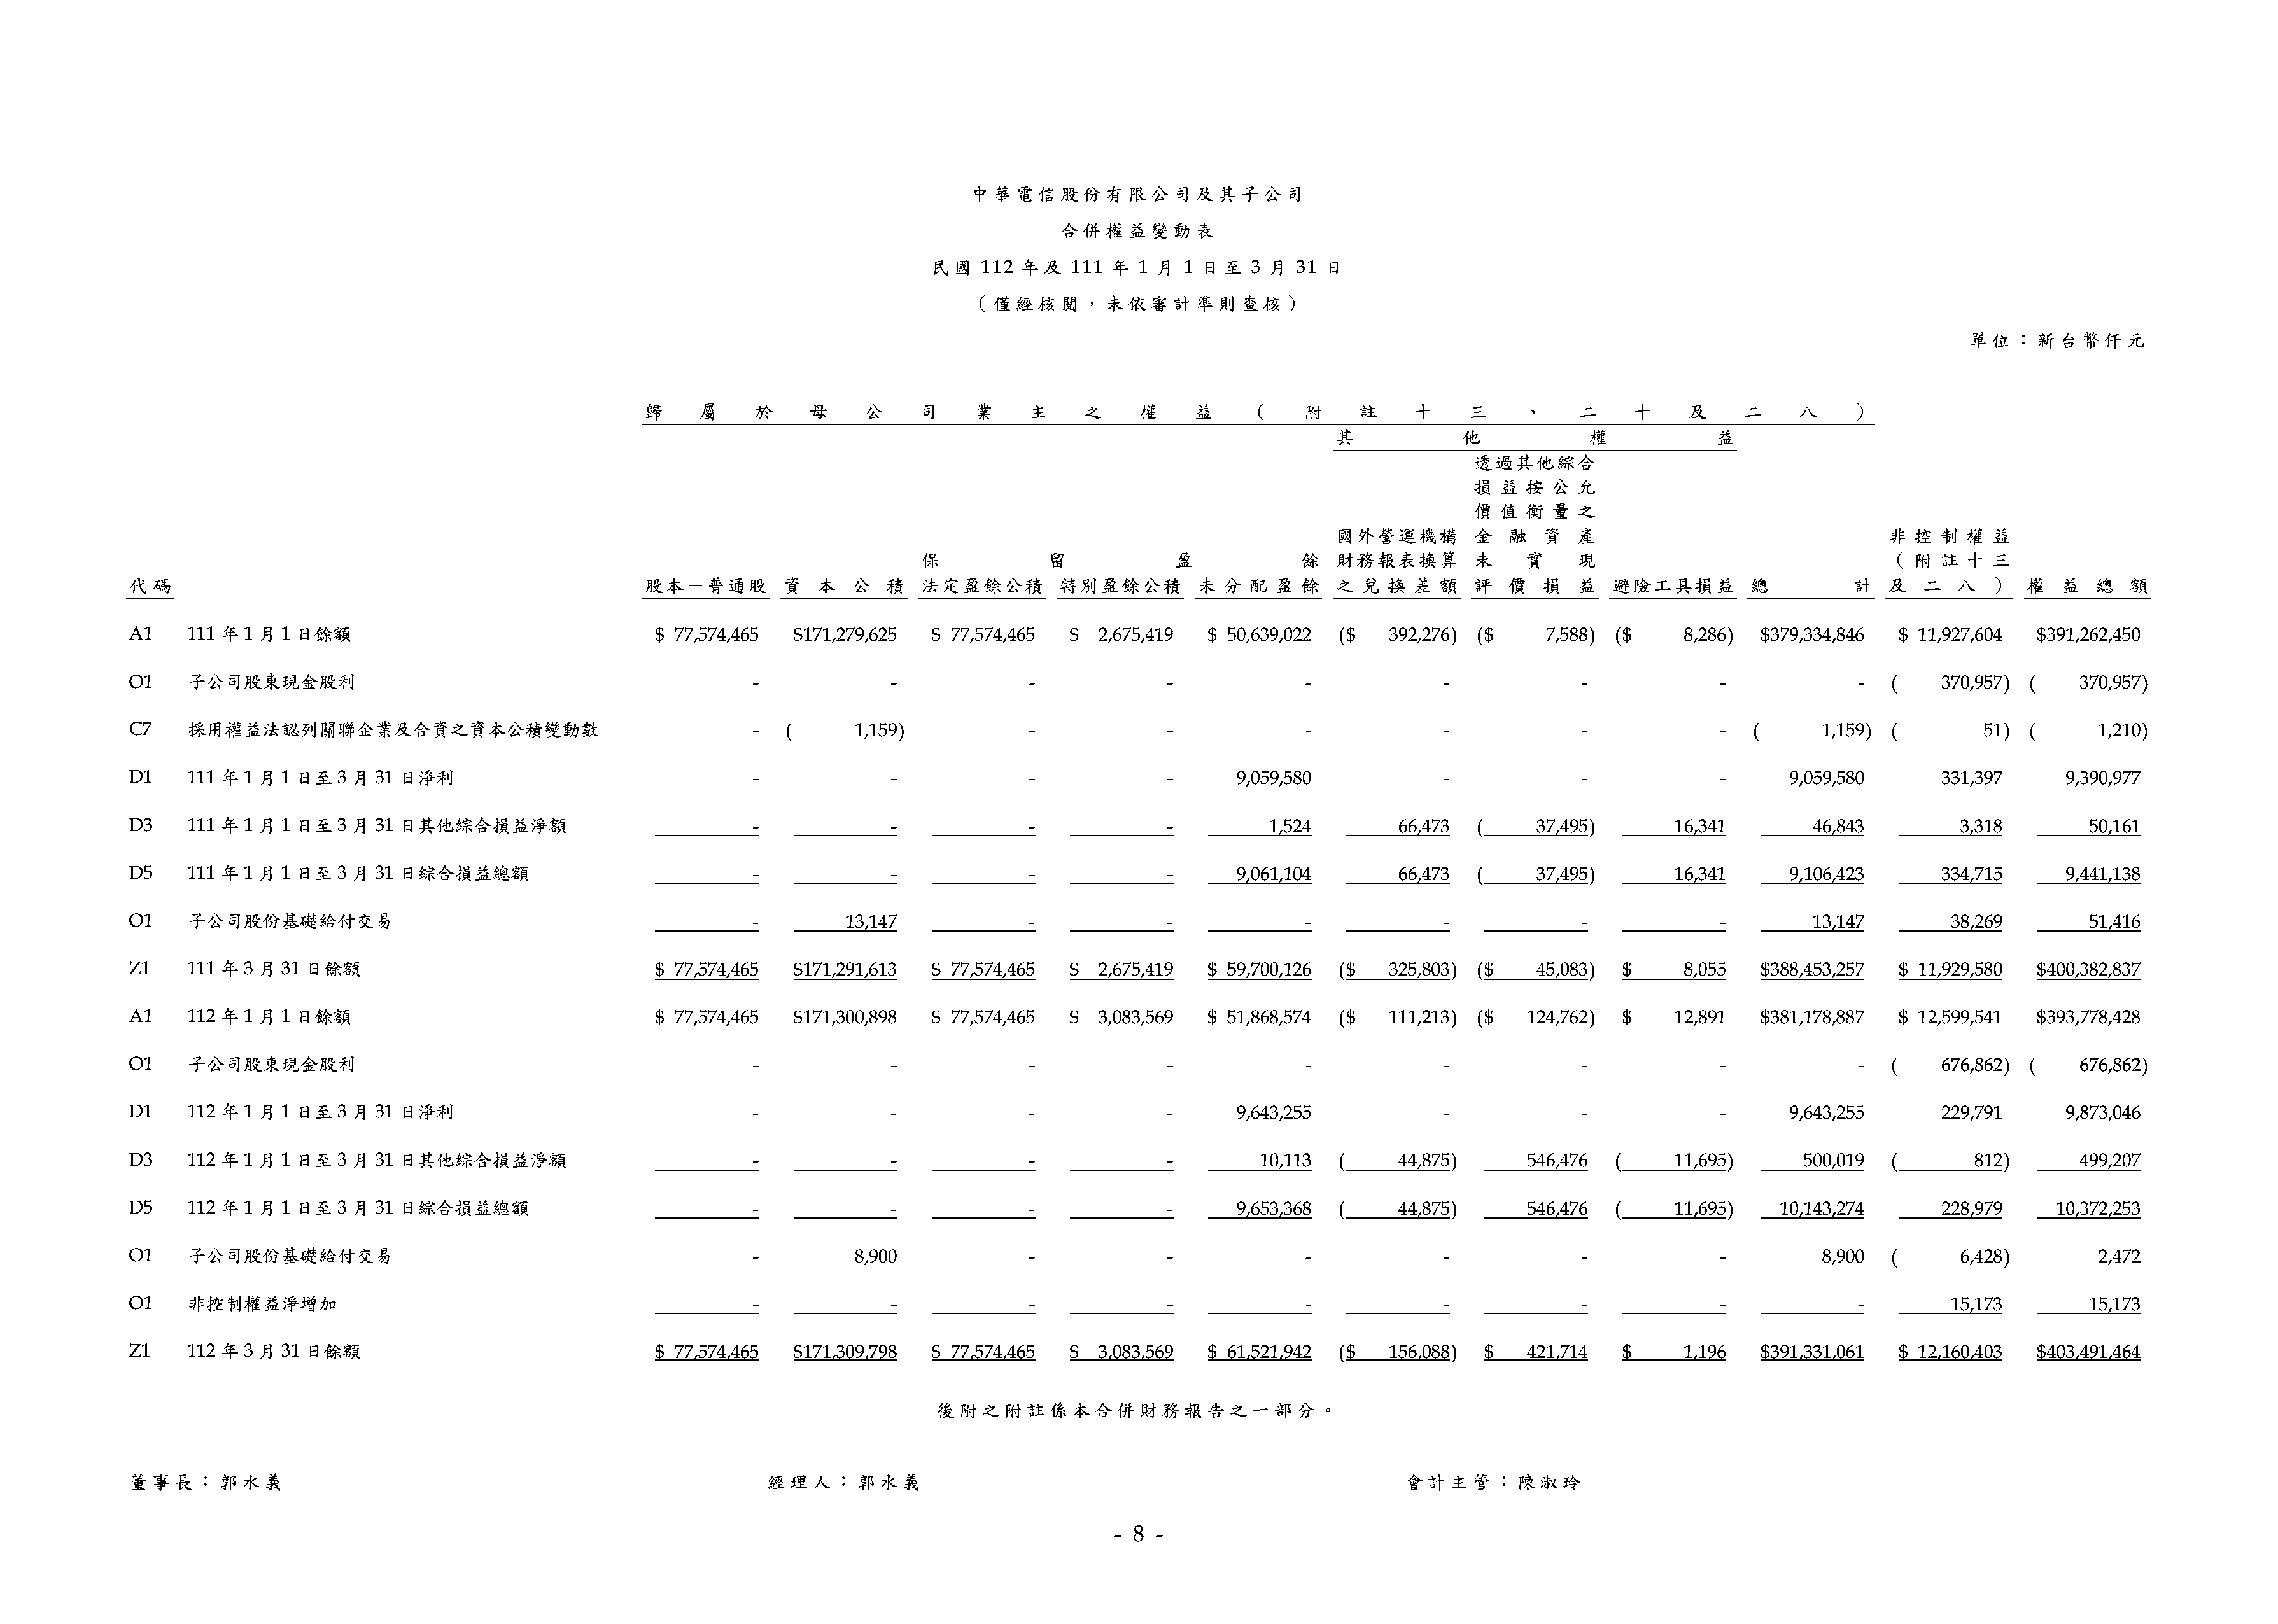 中華電信股份有限公司及其子公司
合併權益變動表
民國 112 年及 111 年 1 月 1 日至 3 月 31 日
（僅經核閱，未依審計準則查核）
單位：新台幣仟元
歸屬於母公司業主之權益（附註十三、二十及二八）
其他權益
透過其他綜合
損益按公允
價值衡量之
國外營運機構 金融資產 非控制權益
保留盈餘 財務報表換算 未實現 （附註十三
代碼 股本－普通股 資本公積 法定盈餘公積 特別盈餘公積 未分配盈餘 之兌換差額 評價損益 避險工具損益 總計 及二八） 權益總額
A1 111 年 1 月 1 日餘額 $ 77,574,465 $171,279,625 $ 77,574,465 $ 2,675,419 $ 50,639,022 ($ 392,276) ($ 7,588) ($ 8,286) $379,334,846 $ 11,927,604 $391,262,450
O1 子公司股東現金股利 - - - - - - - - - ( 370,957) ( 370,957)
C7 採用權益法認列關聯企業及合資之資本公積變動數 - ( 1,159) - - - - - - ( 1,159) ( 51) ( 1,210)
D1 111 年 1 月 1 日至 3 月 31 日淨利 - - - - 9,059,580 - - - 9,059,580 331,397 9,390,977
D3 111 年 1 月 1 日至 3 月 31 日其他綜合損益淨額 - - - - 1,524 66,473 ( 37,495) 16,341 46,843 3,318 50,161
D5 111 年 1 月 1 日至 3 月 31 日綜合損益總額 - - - - 9,061,104 66,473 ( 37,495) 16,341 9,106,423 334,715 9,441,138
O1 子公司股份基礎給付交易 - 13,147 - - - - - - 13,147 38,269 51,416
Z1 111 年 3 月 31 日餘額 $ 77,574,465 $171,291,613 $ 77,574,465 $ 2,675,419 $ 59,700,126 ($ 325,803) ($ 45,083) $ 8,055 $388,453,257 $ 11,929,580 $400,382,837
A1 112 年 1 月 1 日餘額 $ 77,574,465 $171,300,898 $ 77,574,465 $ 3,083,569 $ 51,868,574 ($ 111,213) ($ 124,762) $ 12,891 $381,178,887 $ 12,599,541 $393,778,428
O1 子公司股東現金股利 - - - - - - - - - ( 676,862) ( 676,862)
D1 112 年 1 月 1 日至 3 月 31 日淨利 - - - - 9,643,255 - - - 9,643,255 229,791 9,873,046
D3 112 年 1 月 1 日至 3 月 31 日其他綜合損益淨額 - - - - 10,113 ( 44,875) 546,476 ( 11,695) 500,019 ( 812) 499,207
D5 112 年 1 月 1 日至 3 月 31 日綜合損益總額 - - - - 9,653,368 ( 44,875) 546,476 ( 11,695) 10,143,274 228,979 10,372,253
O1 子公司股份基礎給付交易 - 8,900 - - - - - - 8,900 ( 6,428) 2,472
O1 非控制權益淨增加 - - - - - - - - - 15,173 15,173
Z1 112 年 3 月 31 日餘額 $ 77,574,465 $171,309,798 $ 77,574,465 $ 3,083,569 $ 61,521,942 ($ 156,088) $ 421,714 $ 1,196 $391,331,061 $ 12,160,403 $403,491,464
後附之附註係本合併財務報告之一部分。
董事長：郭水義 經理人：郭水義 會計主管：陳淑玲
- 8 -